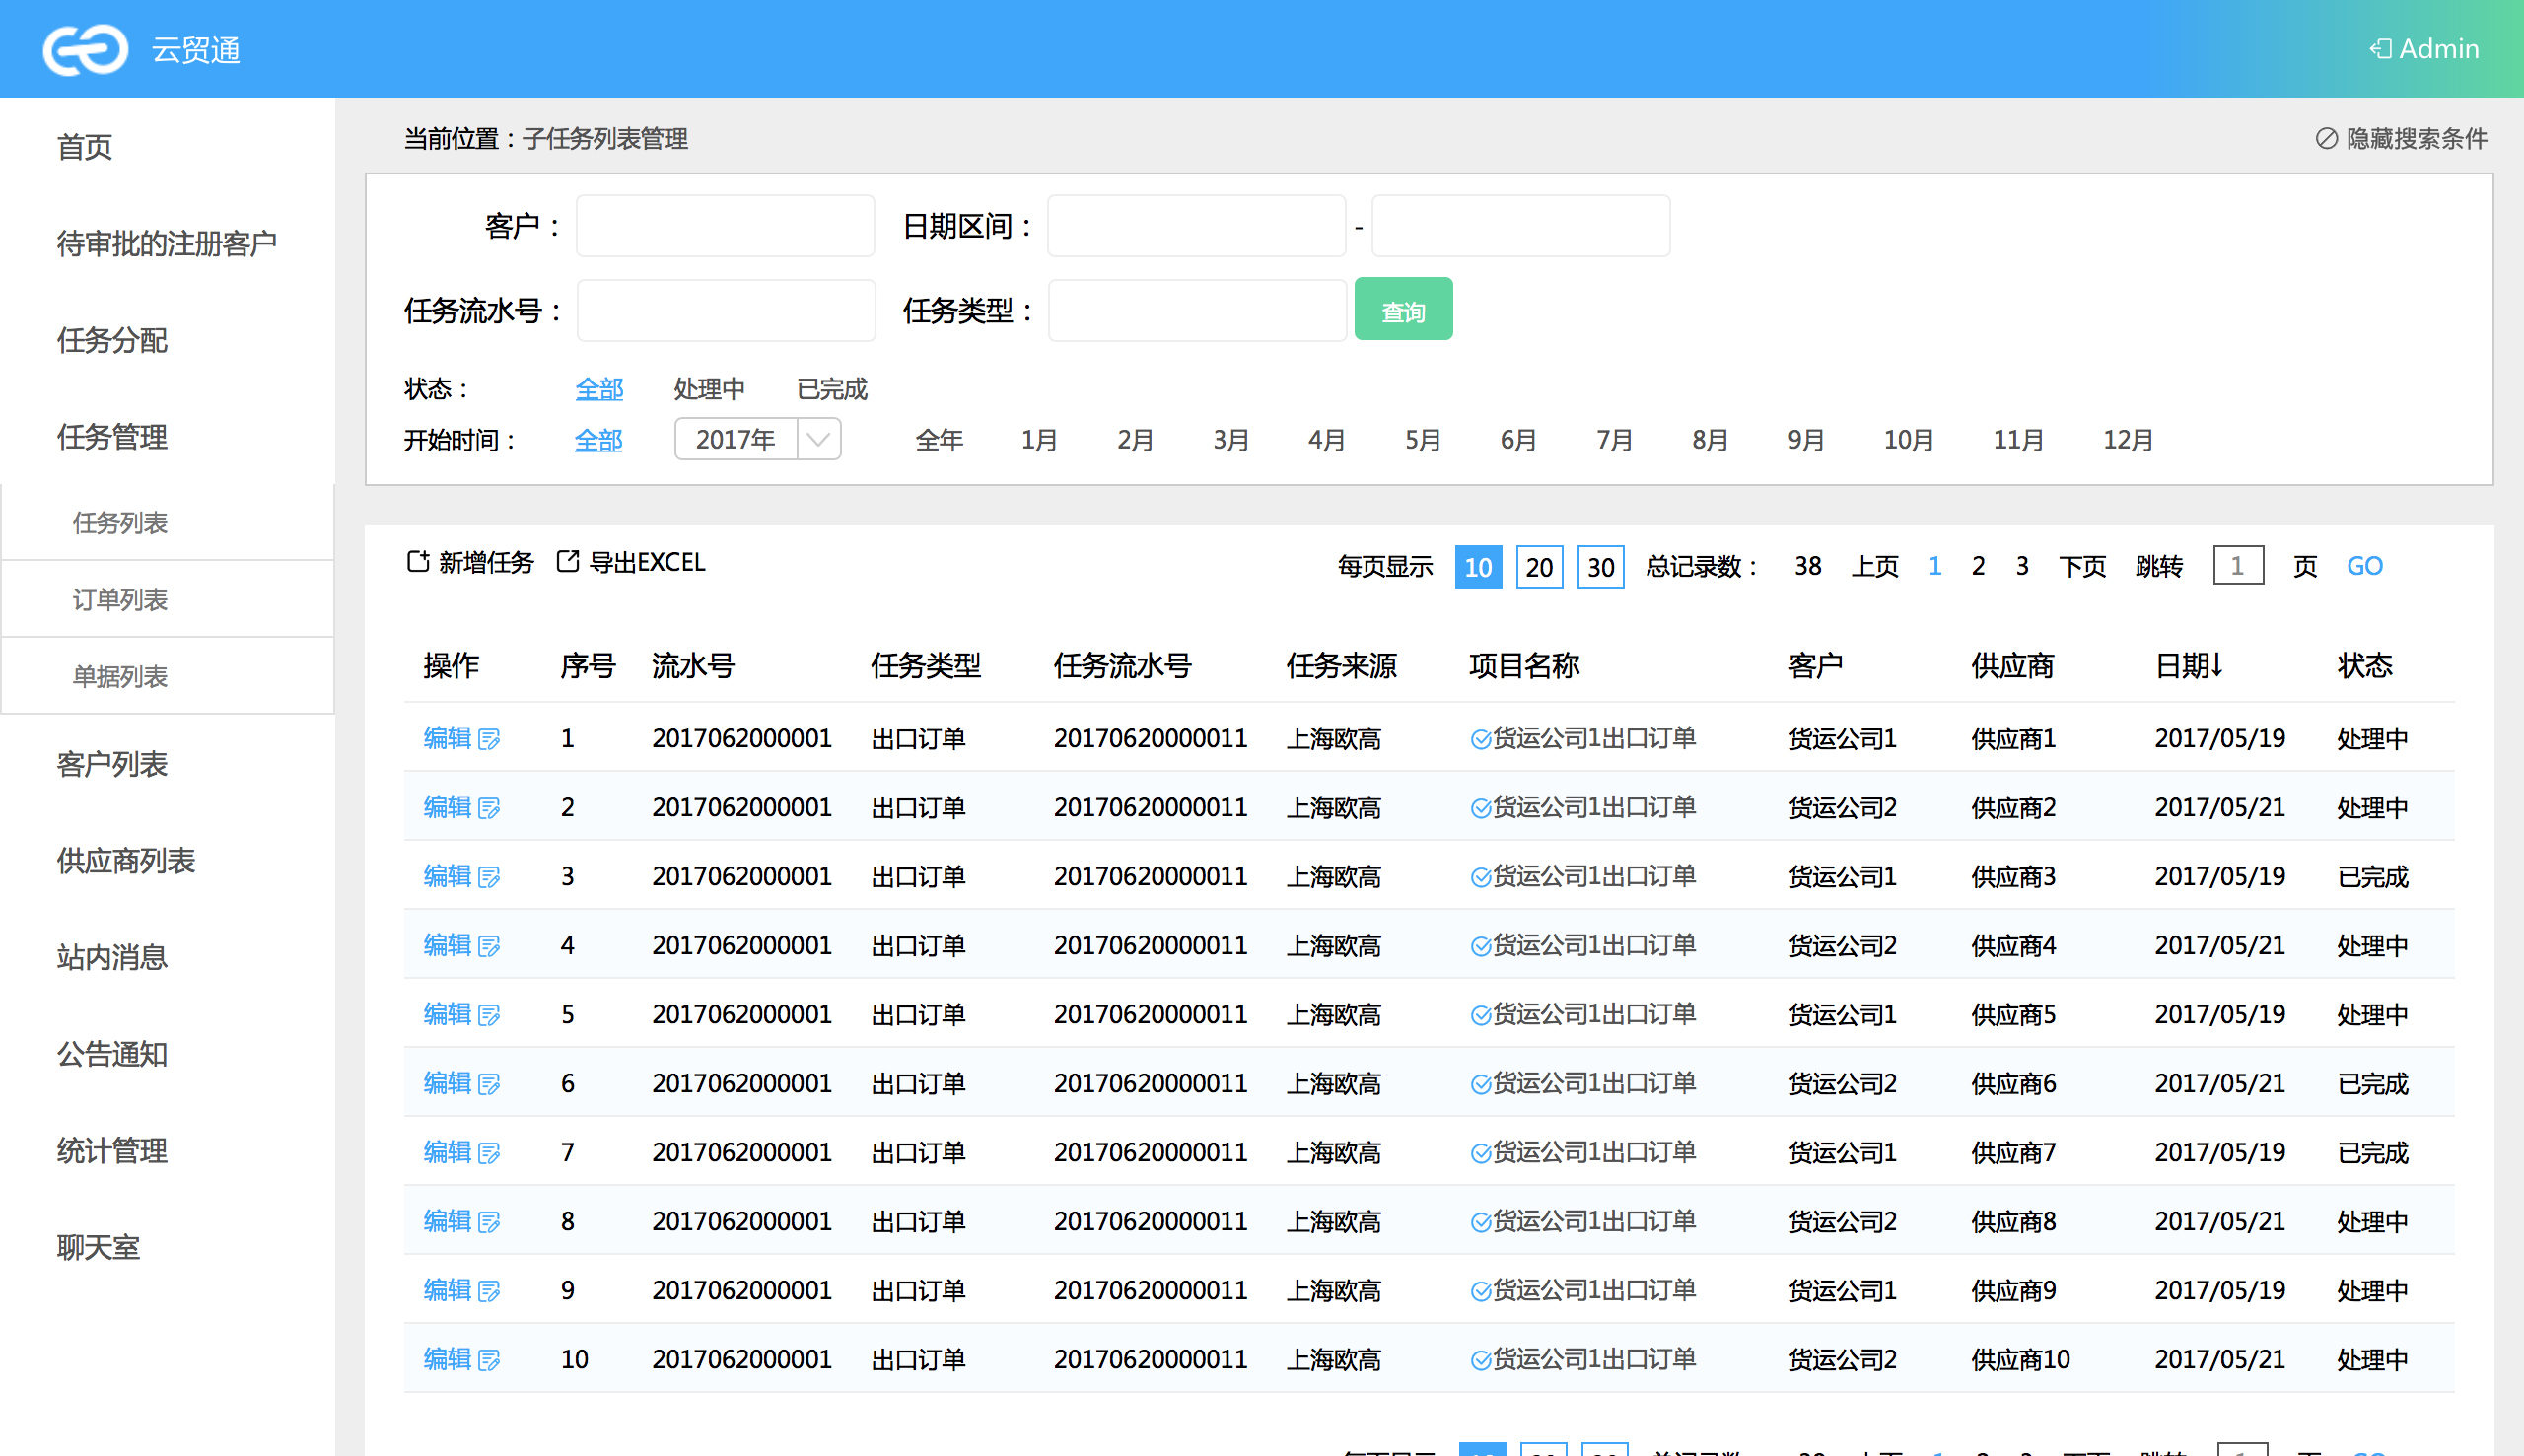 云贸通
Admin
首页
待审批的注册客户
任务分配
任务管理
任务列表
订单列表
单据列表
客户列表
供应商列表
站内消息
公告通知
统计管理
聊天室
当前位置：子任务列表管理
隐藏搜索条件
客户： 日期区间： -
任务流水号： 任务类型： 查询
状态： 全部 处理中 已完成
开始时间： 全部 2017年 全年 1月 2月 3月 4月 5月 6月 7月 8月 9月 10月 11月 12月
新增任务 导出EXCEL 每页显示 10 20 30 总记录数： 38 上页 1 2 3 下页 跳转 1 页 GO
操作 序号 流水号 任务类型 任务流水号 任务来源 项目名称 客户 供应商 日期↓ 状态
编辑 1 2017062000001 出口订单 20170620000011 上海欧高 货运公司1出口订单 货运公司1 供应商1 2017/05/19 处理中
编辑 2 2017062000001 出口订单 20170620000011 上海欧高 货运公司1出口订单 货运公司2 供应商2 2017/05/21 处理中
编辑 3 2017062000001 出口订单 20170620000011 上海欧高 货运公司1出口订单 货运公司1 供应商3 2017/05/19 已完成
编辑 4 2017062000001 出口订单 20170620000011 上海欧高 货运公司1出口订单 货运公司2 供应商4 2017/05/21 处理中
编辑 5 2017062000001 出口订单 20170620000011 上海欧高 货运公司1出口订单 货运公司1 供应商5 2017/05/19 处理中
编辑 6 2017062000001 出口订单 20170620000011 上海欧高 货运公司1出口订单 货运公司2 供应商6 2017/05/21 已完成
编辑 7 2017062000001 出口订单 20170620000011 上海欧高 货运公司1出口订单 货运公司1 供应商7 2017/05/19 已完成
编辑 8 2017062000001 出口订单 20170620000011 上海欧高 货运公司1出口订单 货运公司2 供应商8 2017/05/21 处理中
编辑 9 2017062000001 出口订单 20170620000011 上海欧高 货运公司1出口订单 货运公司1 供应商9 2017/05/19 处理中
编辑 10 2017062000001 出口订单 20170620000011 上海欧高 货运公司1出口订单 货运公司2 供应商10 2017/05/21 处理中